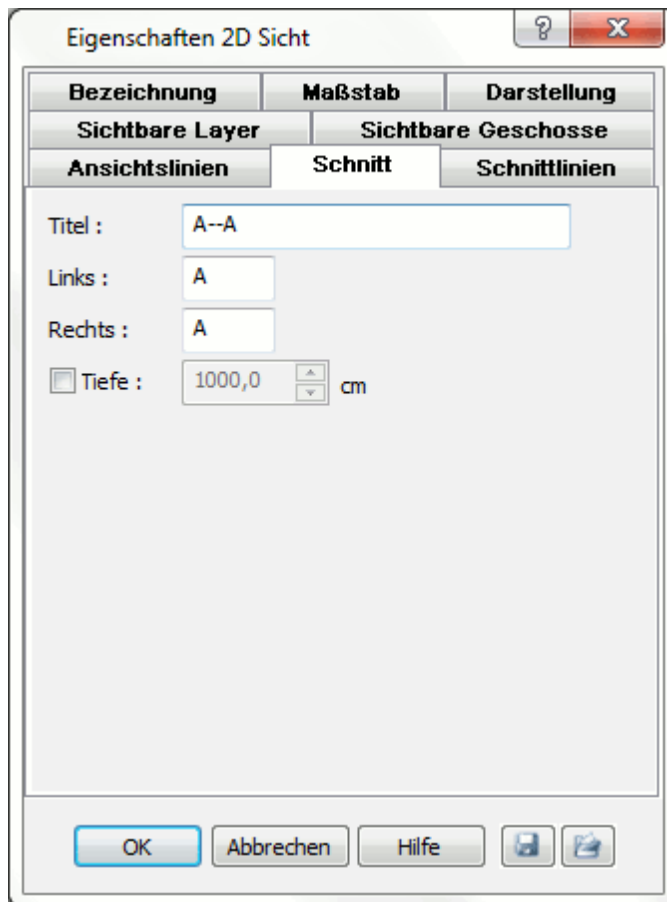 Eigenschaften 2D Sicht
?
Bezeichnung Maßstab Darstellung
Sichtbare Layer Sichtbare Geschosse
Ansichtslinien Schnitt Schnittlinien
Titel : A--A
Links : A
Rechts : A
Tiefe : 1000,0 cm
OK Abbrechen Hilfe